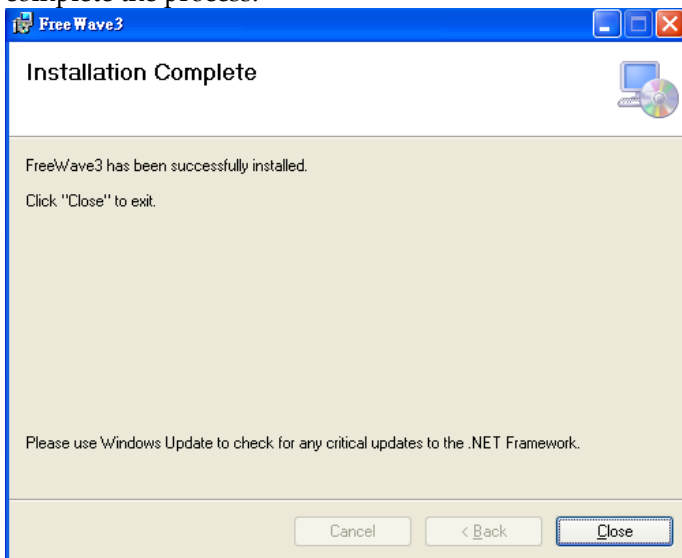 complete the process.
FreeWave3
Installation Complete
FreeWave3 has been successfully installed.
Click "Close" to exit.
Please use Windows Update to check for any critical updates to the .NET Framework.
Cancel
< Back
Close